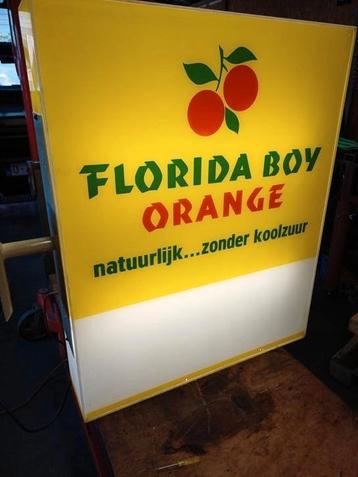 FLORIDA BOY
ORANGE
natuurlijk...zonder koolzuur